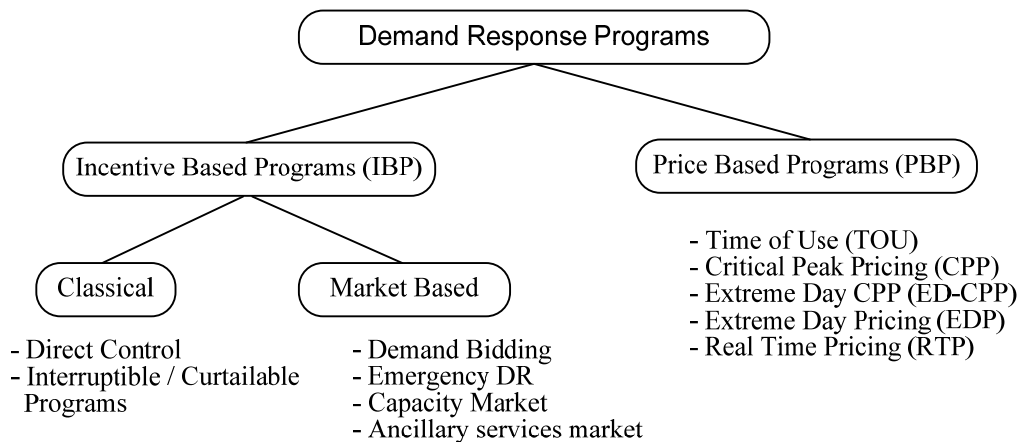 Demand Response Programs
Incentive Based Programs (IBP)
Price Based Programs (PBP)
Classical
Market Based
- Direct Control
- Interruptible / Curtailable
Programs
- Demand Bidding
- Emergency DR
- Capacity Market
- Ancillary services market
- Time of Use (TOU)
- Critical Peak Pricing (CPP)
- Extreme Day CPP (ED-CPP)
- Extreme Day Pricing (EDP)
- Real Time Pricing (RTP)